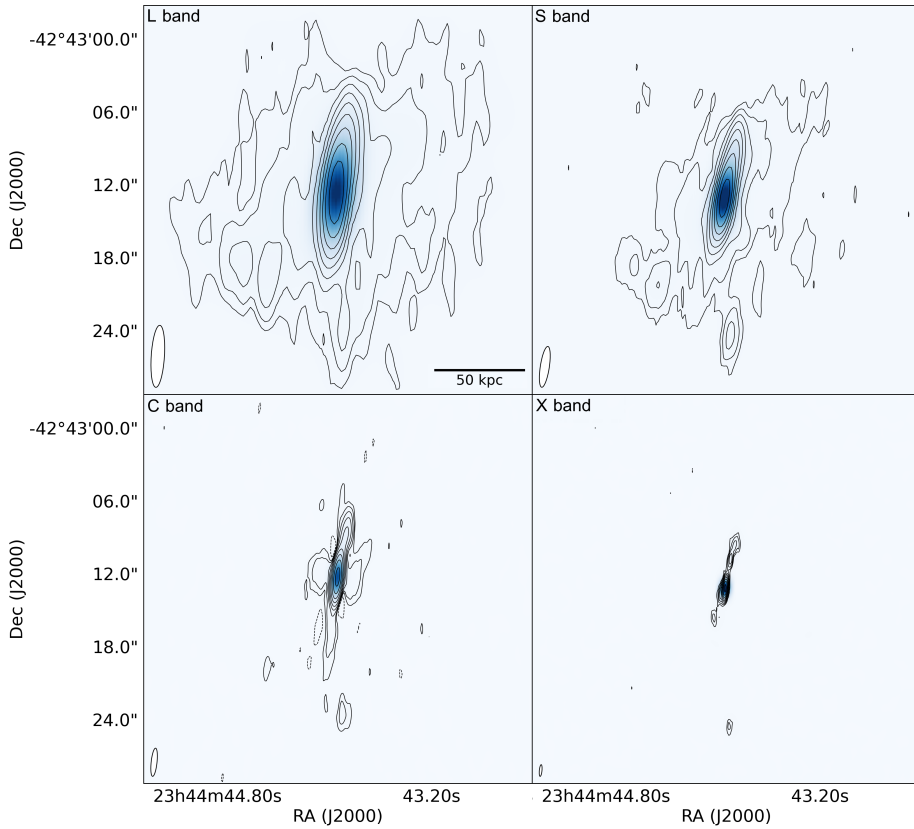 L band
S band
-42°43'00.0"
06.0"
12.0"
18.0"
24.0"
Dec (J2000)
50 kpc
C band
X band
-42°43'00.0"
06.0"
12.0"
18.0"
24.0"
Dec (J2000)
23h44m44.80s
43.20s
23h44m44.80s
43.20s
RA (J2000)
RA (J2000)